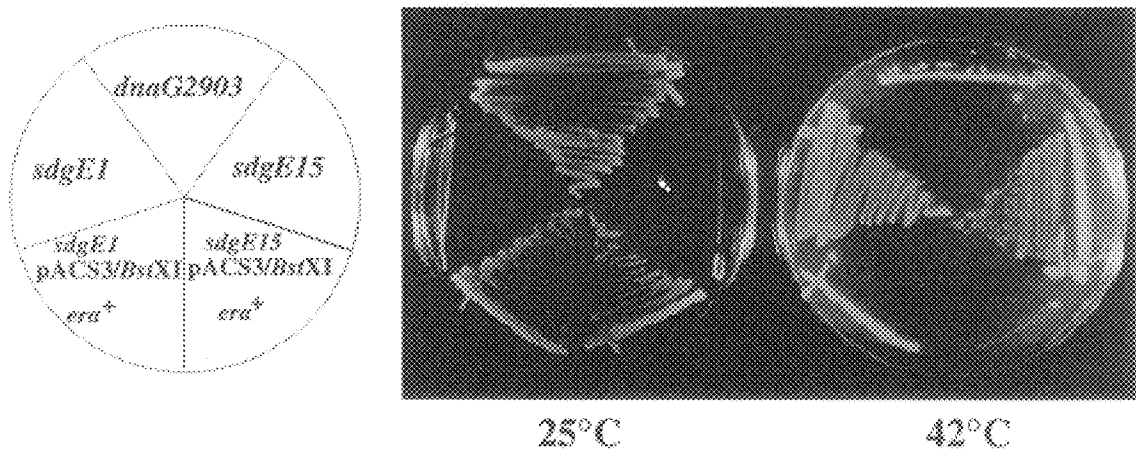 dnaG2903
sdgE1
sdgE15
sdgE1
pACS3/BstXI
era⁺
sdgE15
pACS3/BstXI
era⁺
25°C
42°C